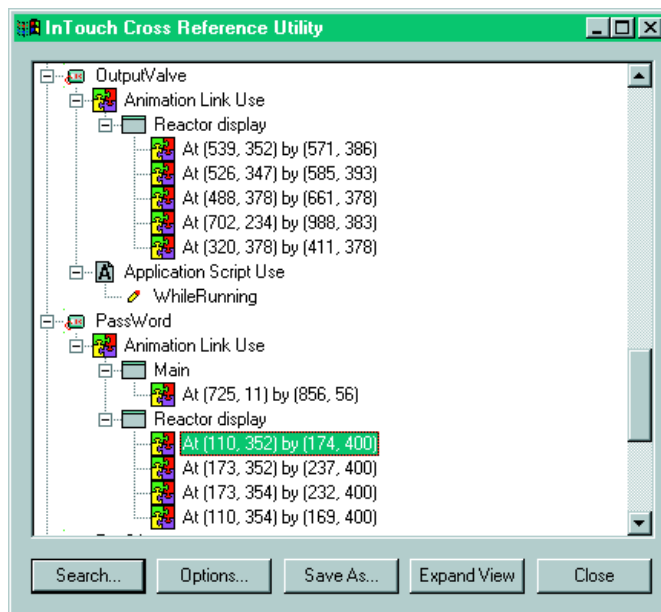 InTouch Cross Reference Utility
OutputValve
Animation Link Use
Reactor display
At (539, 352) by (571, 386)
At (526, 347) by (585, 393)
At (488, 378) by (661, 378)
At (702, 234) by (988, 383)
At (320, 378) by (411, 378)
Application Script Use
WhileRunning
PassWord
Animation Link Use
Main
At (725, 11) by (856, 56)
Reactor display
At (110, 352) by (174, 400)
At (173, 352) by (237, 400)
At (173, 354) by (232, 400)
At (110, 354) by (169, 400)
Search... Options... Save As... Expand View Close